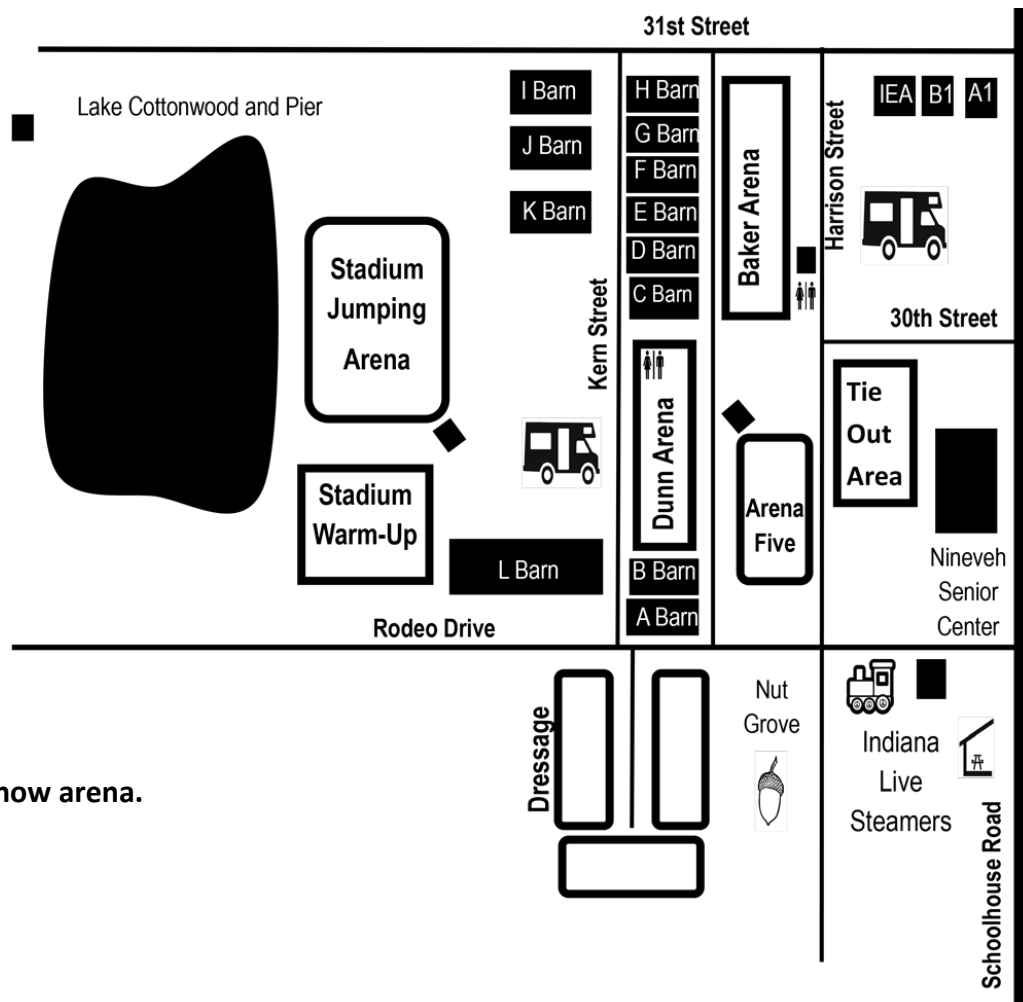 31st Street
Lake Cottonwood and Pier
I Barn
J Barn
K Barn
H Barn
G Barn
F Barn
E Barn
D Barn
C Barn
Baker Arena
Harrison Street
IEA
B1
A1
30th Street
Stadium
Jumping
Arena
Kern Street
Dunn Arena
Tie
Out
Area
Stadium
Warm-Up
Arena
Five
L Barn
B Barn
A Barn
Nineveh
Senior
Center
Rodeo Drive
Dressage
Nut
Grove
Indiana
Live
Steamers
Schoolhouse Road
arena.